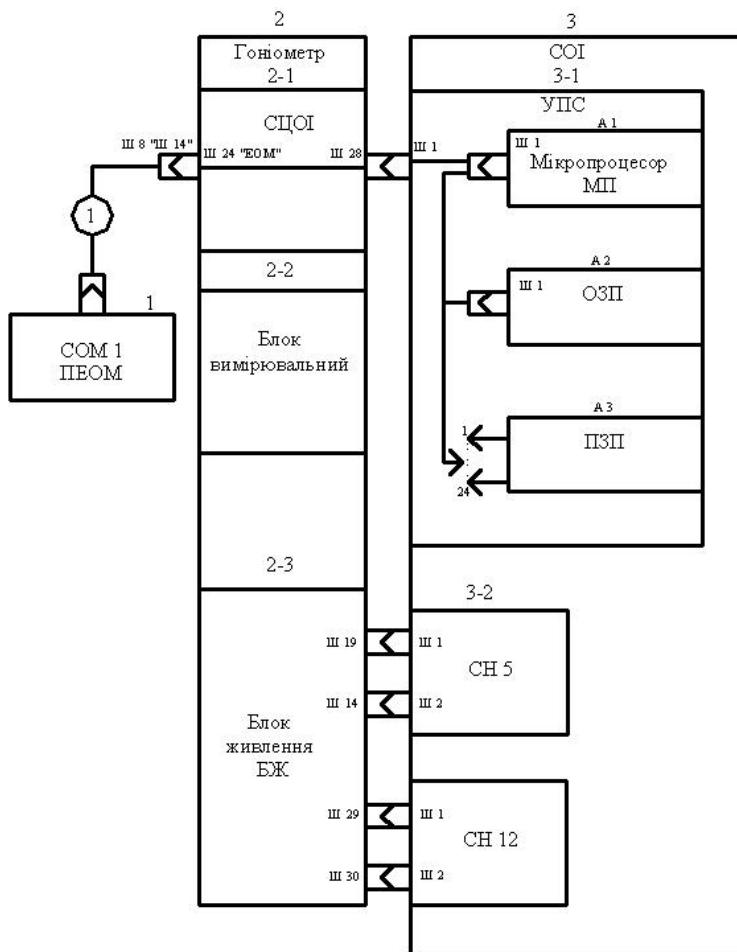 2
Гоніометр
2-1
СЦОІ
Ш 8 "Ш 14"
Ш 24 "ЕОМ"
Ш 28
1
1
СОМ 1
ПЕОМ
2-2
Блок
вимірювальний
2-3
Ш 19
Ш 14
Блок
живлення
БЖ
Ш 29
Ш 30
3
СОІ
3-1
УПС
А 1
Ш 1
Ш 1
Мікропроцесор
МП
А 2
Ш 1
ОЗП
А 3
1
ПЗП
24
3-2
Ш 1
СН 5
Ш 2
Ш 1
СН 12
Ш 2